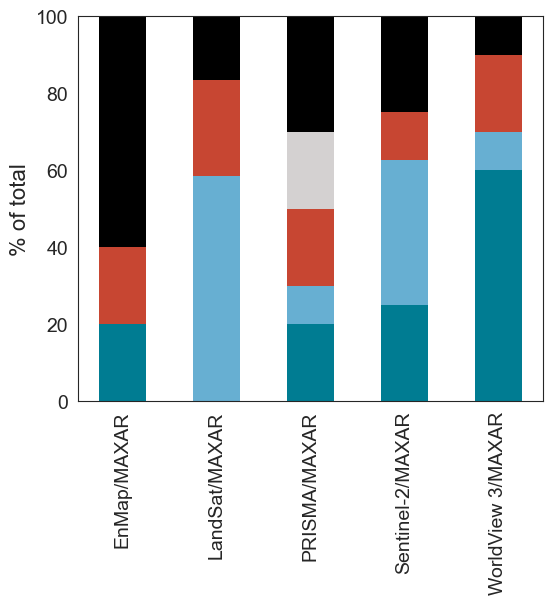 100
80
60
40
20
0
% of total
EnMap/MAXAR
LandSat/MAXAR
PRISMA/MAXAR
Sentinel-2/MAXAR
WorldView 3/MAXAR